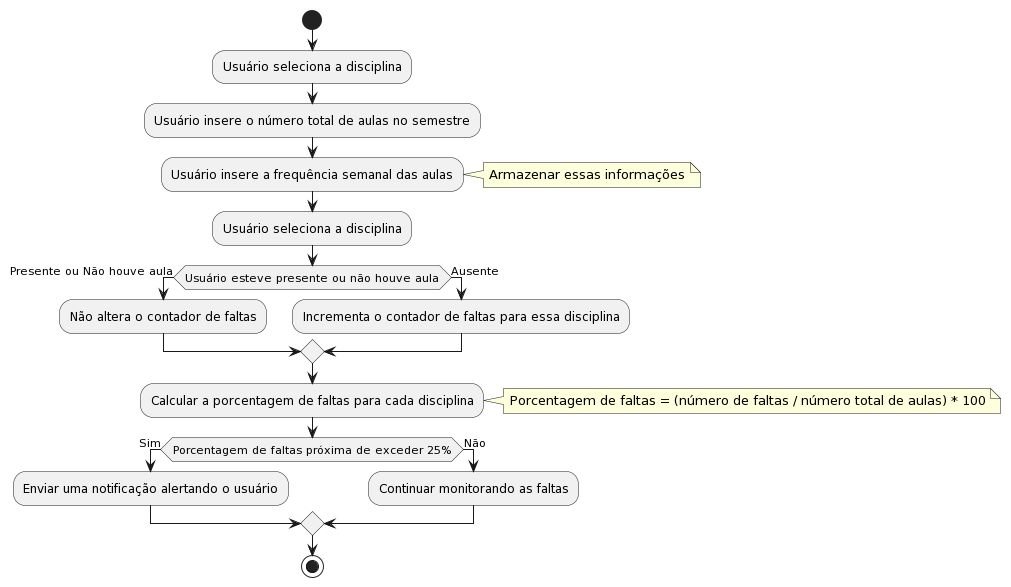 Usuário seleciona a disciplina
Usuário insere o número total de aulas no semestre
Usuário insere a frequência semanal das aulas
Armazenar essas informações
Usuário seleciona a disciplina
Presente ou Não houve aula
Usuário esteve presente ou não houve aula
Ausente
Não altera o contador de faltas
Incrementa o contador de faltas para essa disciplina
Calcular a porcentagem de faltas para cada disciplina
Porcentagem de faltas = (número de faltas / número total de aulas) * 100
Sim
Porcentagem de faltas próxima de exceder 25%
Não
Enviar uma notificação alertando o usuário
Continuar monitorando as faltas